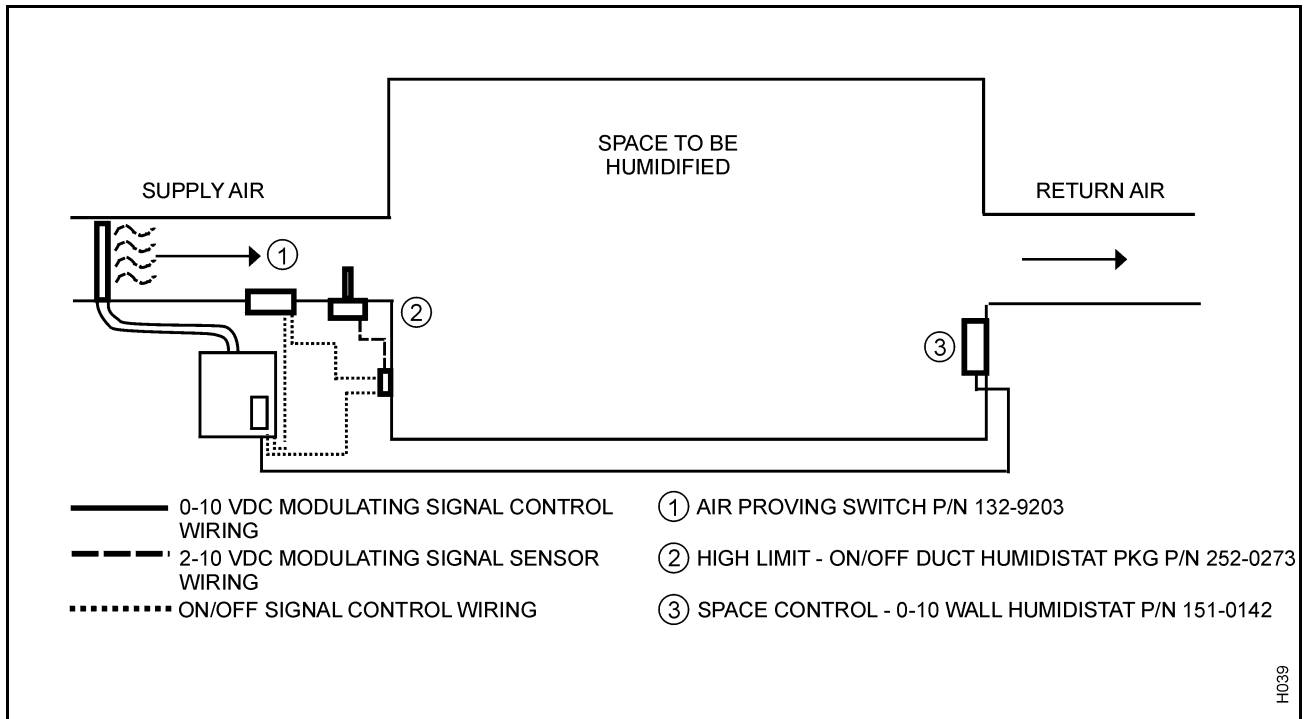 SPACE TO BE
HUMIDIFIED
SUPPLY AIR
RETURN AIR
1
2
3
0-10 VDC MODULATING SIGNAL CONTROL
WIRING
2-10 VDC MODULATING SIGNAL SENSOR
WIRING
ON/OFF SIGNAL CONTROL WIRING
1 AIR PROVING SWITCH P/N 132-9203
2 HIGH LIMIT - ON/OFF DUCT HUMIDISTAT PKG P/N 252-0273
3 SPACE CONTROL - 0-10 WALL HUMIDISTAT P/N 151-0142
H039